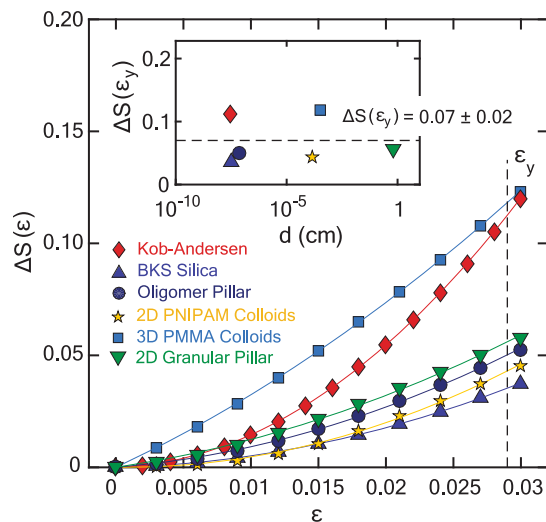 0.20
0.15
0.10
0.05
0
ΔS(ε)
0 0.005 0.01 0.015 0.02 0.025 0.03
ε
0.2
0.1
0
ΔS(ε_y)
10^-10 10^-5 1
d (cm)
ΔS(ε_y) = 0.07 ± 0.02
ε_y
Kob-Andersen
BKS Silica
Oligomer Pillar
2D PNIPAM Colloids
3D PMMA Colloids
2D Granular Pillar